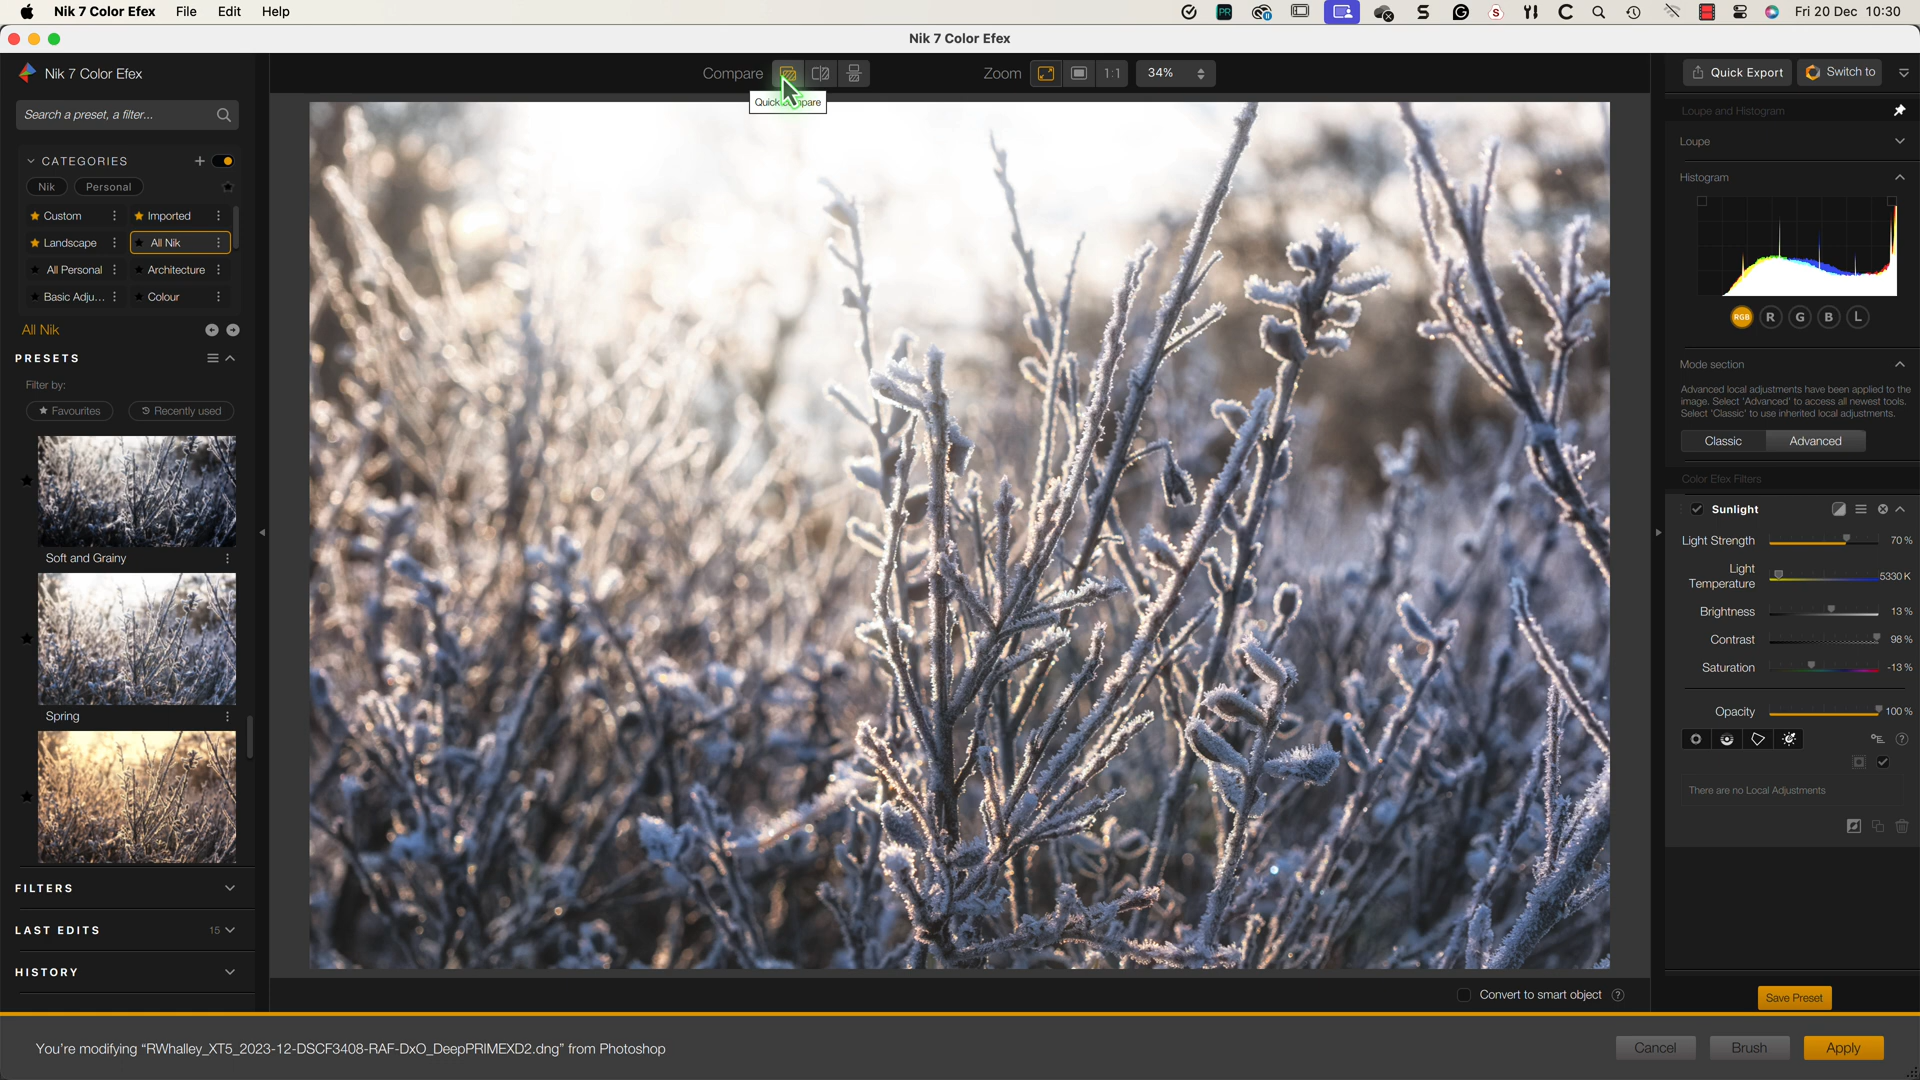 Nik 7 Color Efex File Edit Help
Fri 20 Dec 10:30
Nik 7 Color Efex
Nik 7 Color Efex
Compare
Zoom
1:1
34%
Quick Export
Switch to
Search a preset, a filter...
CATEGORIES
Nik
Personal
Custom
Imported
Landscape
All Nik
All Personal
Architecture
Basic Adju...
Colour
All Nik
PRESETS
Filter by:
Favourites
Recently used
Soft and Grainy
Spring
FILTERS
LAST EDITS 15
HISTORY
Loupe and Histogram
Loupe
Histogram
RGB R G B L
Mode section
Advanced local adjustments have been applied to the
image. Select 'Advanced' to access all newest tools.
Select 'Classic' to use inherited local adjustments.
Classic
Advanced
Color Efex Filters
Sunlight
Light Strength 70 %
Light
Temperature 5330 K
Brightness 13 %
Contrast 98 %
Saturation -13 %
Opacity 100 %
There are no Local Adjustments
Save Preset
Convert to smart object
You're modifying “RWhalley_XT5_2023-12-DSCF3408-RAF-DxO_DeepPRIMEXD2.dng” from Photoshop
Cancel
Brush
Apply